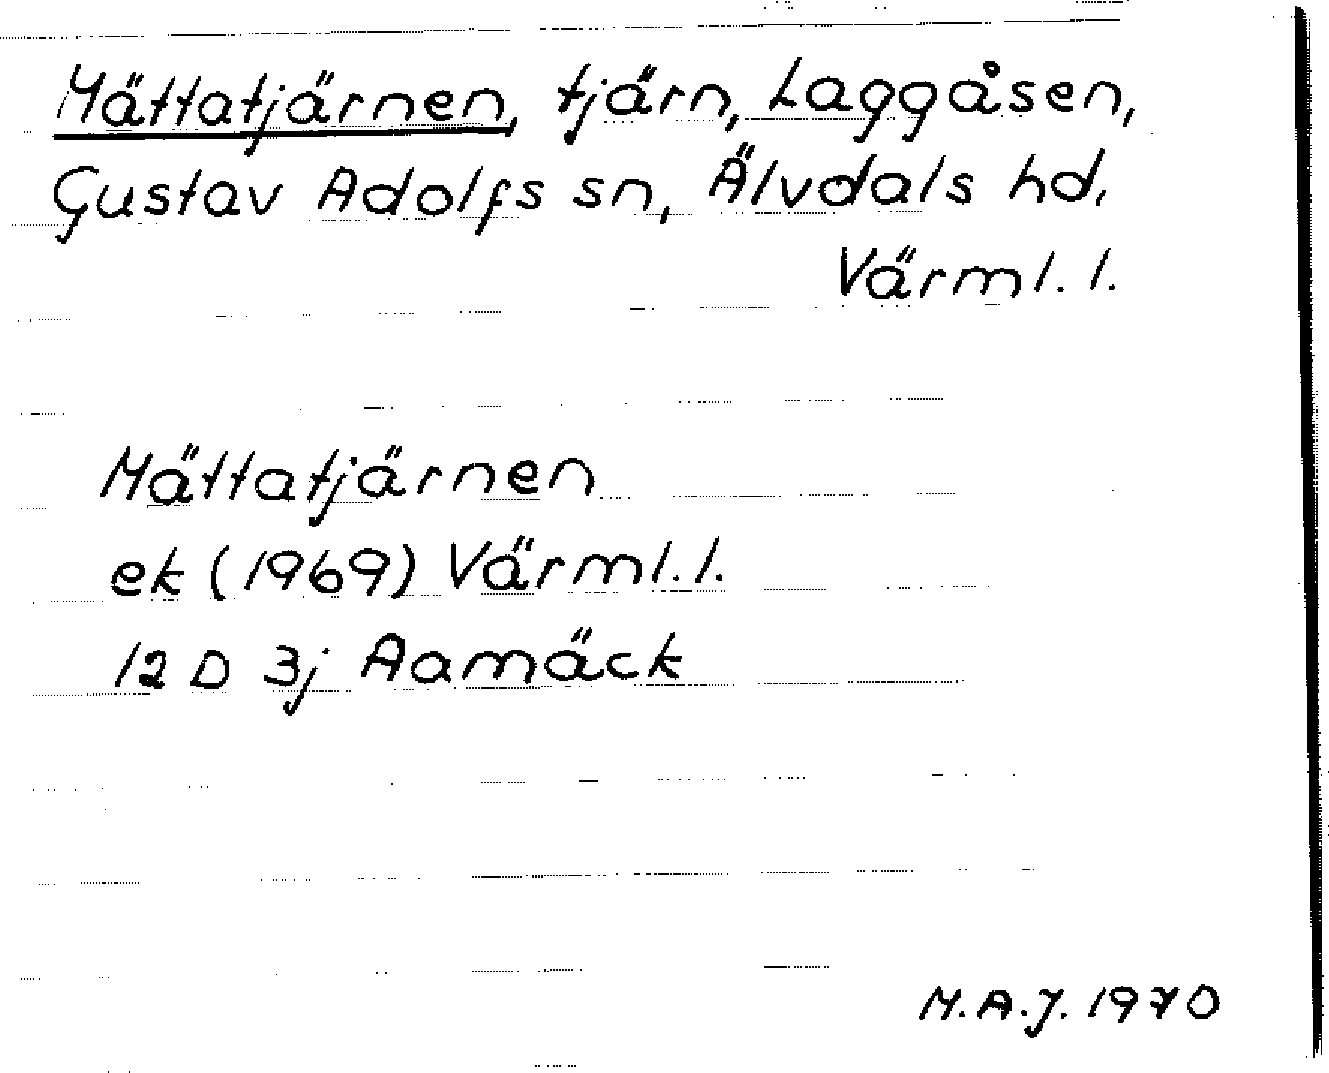 Mättatjärnen, tjärn, Laggåsen,
Gustav Adolfs sn, Älvdals hd,
Värml. l.
Mättatjärnen
ek (1969) Värml. l.
12 D 3j Aamäck
M.A.J. 1970